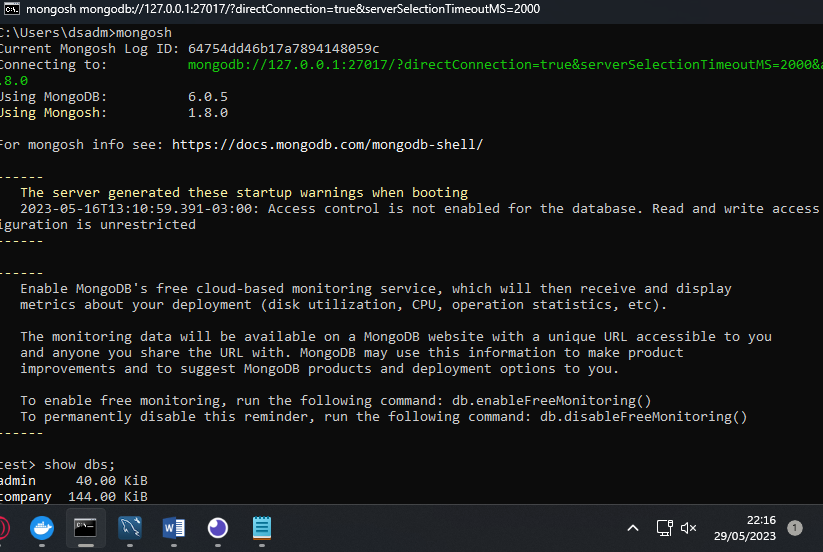 mongosh mongodb://127.0.0.1:27017/?directConnection=true&serverSelectionTimeoutMS=2000
C:\Users\dsadm>mongosh
Current Mongosh Log ID: 64754dd46b17a7894148059c
Connecting to: mongodb://127.0.0.1:27017/?directConnection=true&serverSelectionTimeoutMS=2000&a
.8.0
Using MongoDB: 6.0.5
Using Mongosh: 1.8.0
For mongosh info see: https://docs.mongodb.com/mongodb-shell/
------
The server generated these startup warnings when booting
2023-05-16T13:10:59.391-03:00: Access control is not enabled for the database. Read and write access
iguration is unrestricted
------
------
Enable MongoDB's free cloud-based monitoring service, which will then receive and display
metrics about your deployment (disk utilization, CPU, operation statistics, etc).
The monitoring data will be available on a MongoDB website with a unique URL accessible to you
and anyone you share the URL with. MongoDB may use this information to make product
improvements and to suggest MongoDB products and deployment options to you.
To enable free monitoring, run the following command: db.enableFreeMonitoring()
To permanently disable this reminder, run the following command: db.disableFreeMonitoring()
------
test> show dbs;
admin 40.00 KiB
company 144.00 KiB
22:16
29/05/2023
1